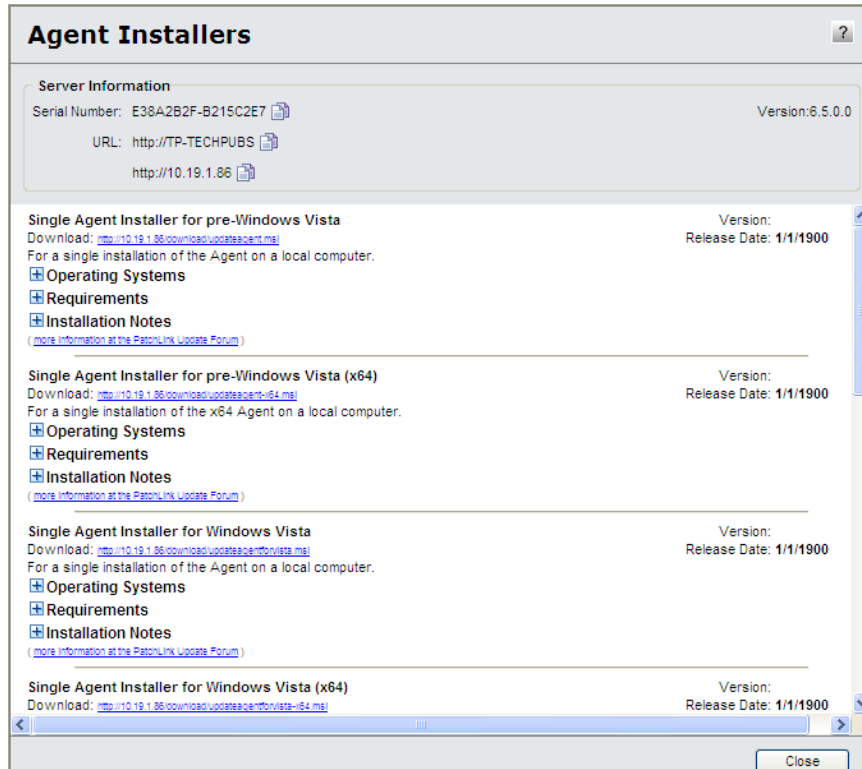 Agent Installers
?
Server Information
Serial Number: E38A2B2F-B215C2E7
Version:6.5.0.0
URL: http://TP-TECHPUBS
http://10.19.1.86
Single Agent Installer for pre-Windows Vista
Version:
Download: http://10.19.1.86/download/updateagent.msi
Release Date: 1/1/1900
For a single installation of the Agent on a local computer.
Operating Systems
Requirements
Installation Notes
( more information at the PatchLink Update Forum )
Single Agent Installer for pre-Windows Vista (x64)
Version:
Download: http://10.19.1.86/download/updateagent-x64.msi
Release Date: 1/1/1900
For a single installation of the x64 Agent on a local computer.
Operating Systems
Requirements
Installation Notes
( more information at the PatchLink Update Forum )
Single Agent Installer for Windows Vista
Version:
Download: http://10.19.1.86/download/updateagentforvista.msi
Release Date: 1/1/1900
For a single installation of the Agent on a local computer.
Operating Systems
Requirements
Installation Notes
( more information at the PatchLink Update Forum )
Single Agent Installer for Windows Vista (x64)
Version:
Download: http://10.19.1.86/download/updateagentforvista-x64.msi
Release Date: 1/1/1900
Close